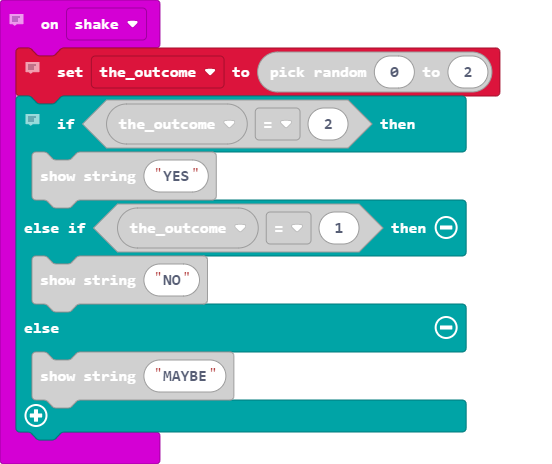 on shake
set the_outcome to pick random 0 to 2
if the_outcome = 2 then
show string "YES"
else if the_outcome = 1 then
show string "NO"
else
show string "MAYBE"